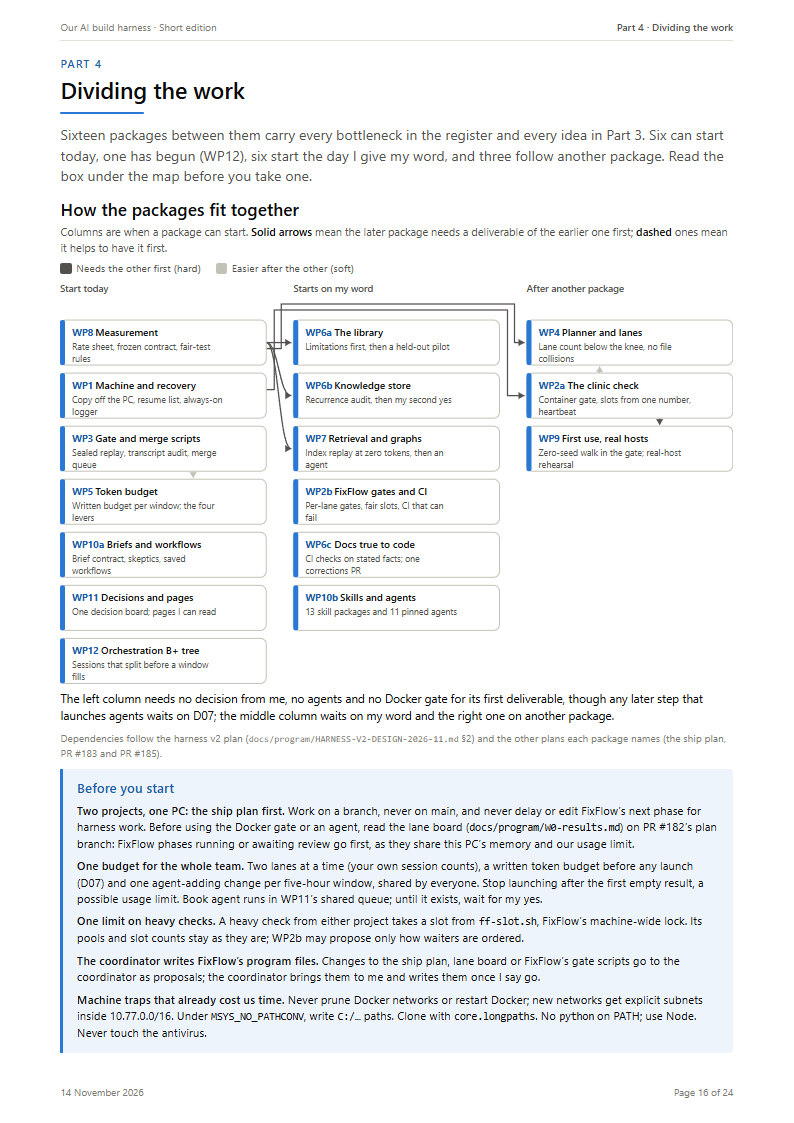 Our AI build harness · Short edition
Part 4 · Dividing the work
PART 4
Dividing the work
Sixteen packages between them carry every bottleneck in the register and every idea in Part 3. Six can start
today, one has begun (WP12), six start the day I give my word, and three follow another package. Read the
box under the map before you take one.
How the packages fit together
Columns are when a package can start. Solid arrows mean the later package needs a deliverable of the earlier one first; dashed ones mean
it helps to have it first.
Needs the other first (hard)
Easier after the other (soft)
Start today
Starts on my word
After another package
WP8 Measurement
Rate sheet, frozen contract, fair-test
rules
WP6a The library
Limitations first, then a held-out pilot
WP4 Planner and lanes
Lane count below the knee, no file
collisions
WP1 Machine and recovery
Copy off the PC, resume list, always-on
logger
WP6b Knowledge store
Recurrence audit, then my second yes
WP2a The clinic check
Container gate, slots from one number,
heartbeat
WP3 Gate and merge scripts
Sealed replay, transcript audit, merge
queue
WP7 Retrieval and graphs
Index replay at zero tokens, then an
agent
WP9 First use, real hosts
Zero-seed walk in the gate; real-host
rehearsal
WP5 Token budget
Written budget per window; the four
levers
WP2b FixFlow gates and CI
Per-lane gates, fair slots, CI that can
fail
WP10a Briefs and workflows
Brief contract, skeptics, saved
workflows
WP6c Docs true to code
CI checks on stated facts; one
corrections PR
WP11 Decisions and pages
One decision board; pages I can read
WP10b Skills and agents
13 skill packages and 11 pinned agents
WP12 Orchestration B+ tree
Sessions that split before a window
fills
The left column needs no decision from me, no agents and no Docker gate for its first deliverable, though any later step that
launches agents waits on D07; the middle column waits on my word and the right one on another package.
Dependencies follow the harness v2 plan (docs/program/HARNESS-V2-DESIGN-2026-11.md §2) and the other plans each package names (the ship plan,
PR #183 and PR #185).
Before you start
Two projects, one PC: the ship plan first. Work on a branch, never on main, and never delay or edit FixFlow's next phase for
harness work. Before using the Docker gate or an agent, read the lane board (docs/program/W0-results.md) on PR #182's plan
branch: FixFlow phases running or awaiting review go first, as they share this PC's memory and our usage limit.
One budget for the whole team. Two lanes at a time (your own session counts), a written token budget before any launch
(D07) and one agent-adding change per five-hour window, shared by everyone. Stop launching after the first empty result, a
possible usage limit. Book agent runs in WP11's shared queue; until it exists, wait for my yes.
One limit on heavy checks. A heavy check from either project takes a slot from ff-slot.sh, FixFlow's machine-wide lock. Its
pools and slot counts stay as they are; WP2b may propose only how waiters are ordered.
The coordinator writes FixFlow's program files. Changes to the ship plan, lane board or FixFlow's gate scripts go to the
coordinator as proposals; the coordinator brings them to me and writes them once I say go.
Machine traps that already cost us time. Never prune Docker networks or restart Docker; new networks get explicit subnets
inside 10.77.0.0/16. Under MSYS_NO_PATHCONV, write C:/… paths. Clone with core.longpaths. No python on PATH; use Node.
Never touch the antivirus.
14 November 2026
Page 16 of 24